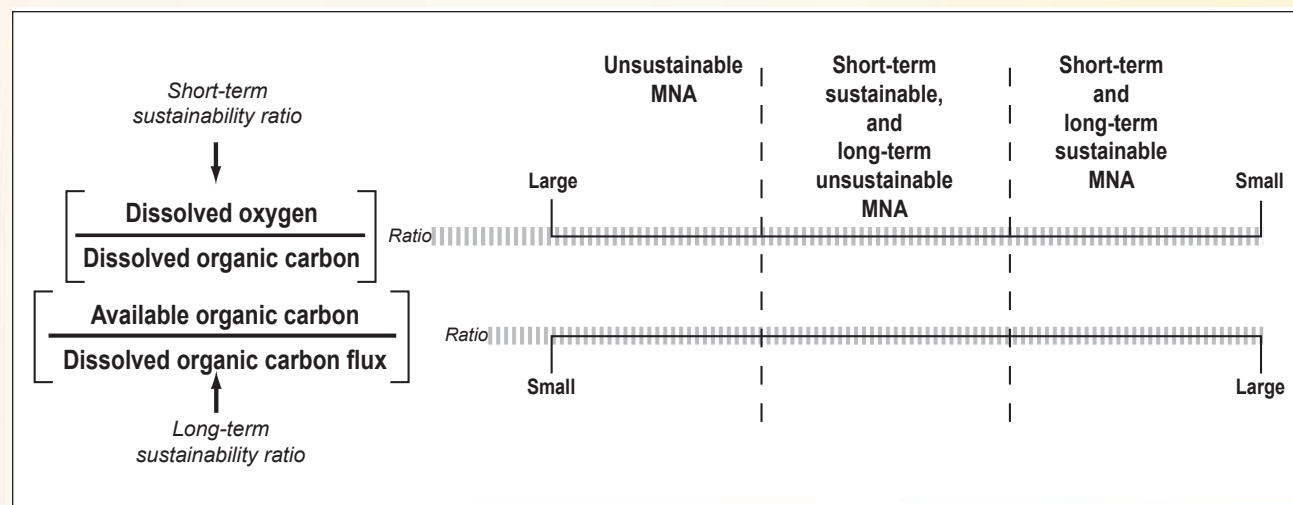 Short-term
sustainability ratio
Dissolved oxygen
Dissolved organic carbon
Available organic carbon
Dissolved organic carbon flux
Long-term
sustainability ratio
Unsustainable
MNA
Short-term
sustainable,
and
long-term
unsustainable
MNA
Short-term
and
long-term
sustainable
MNA
Large
Small
Ratio
Ratio
Small
Large